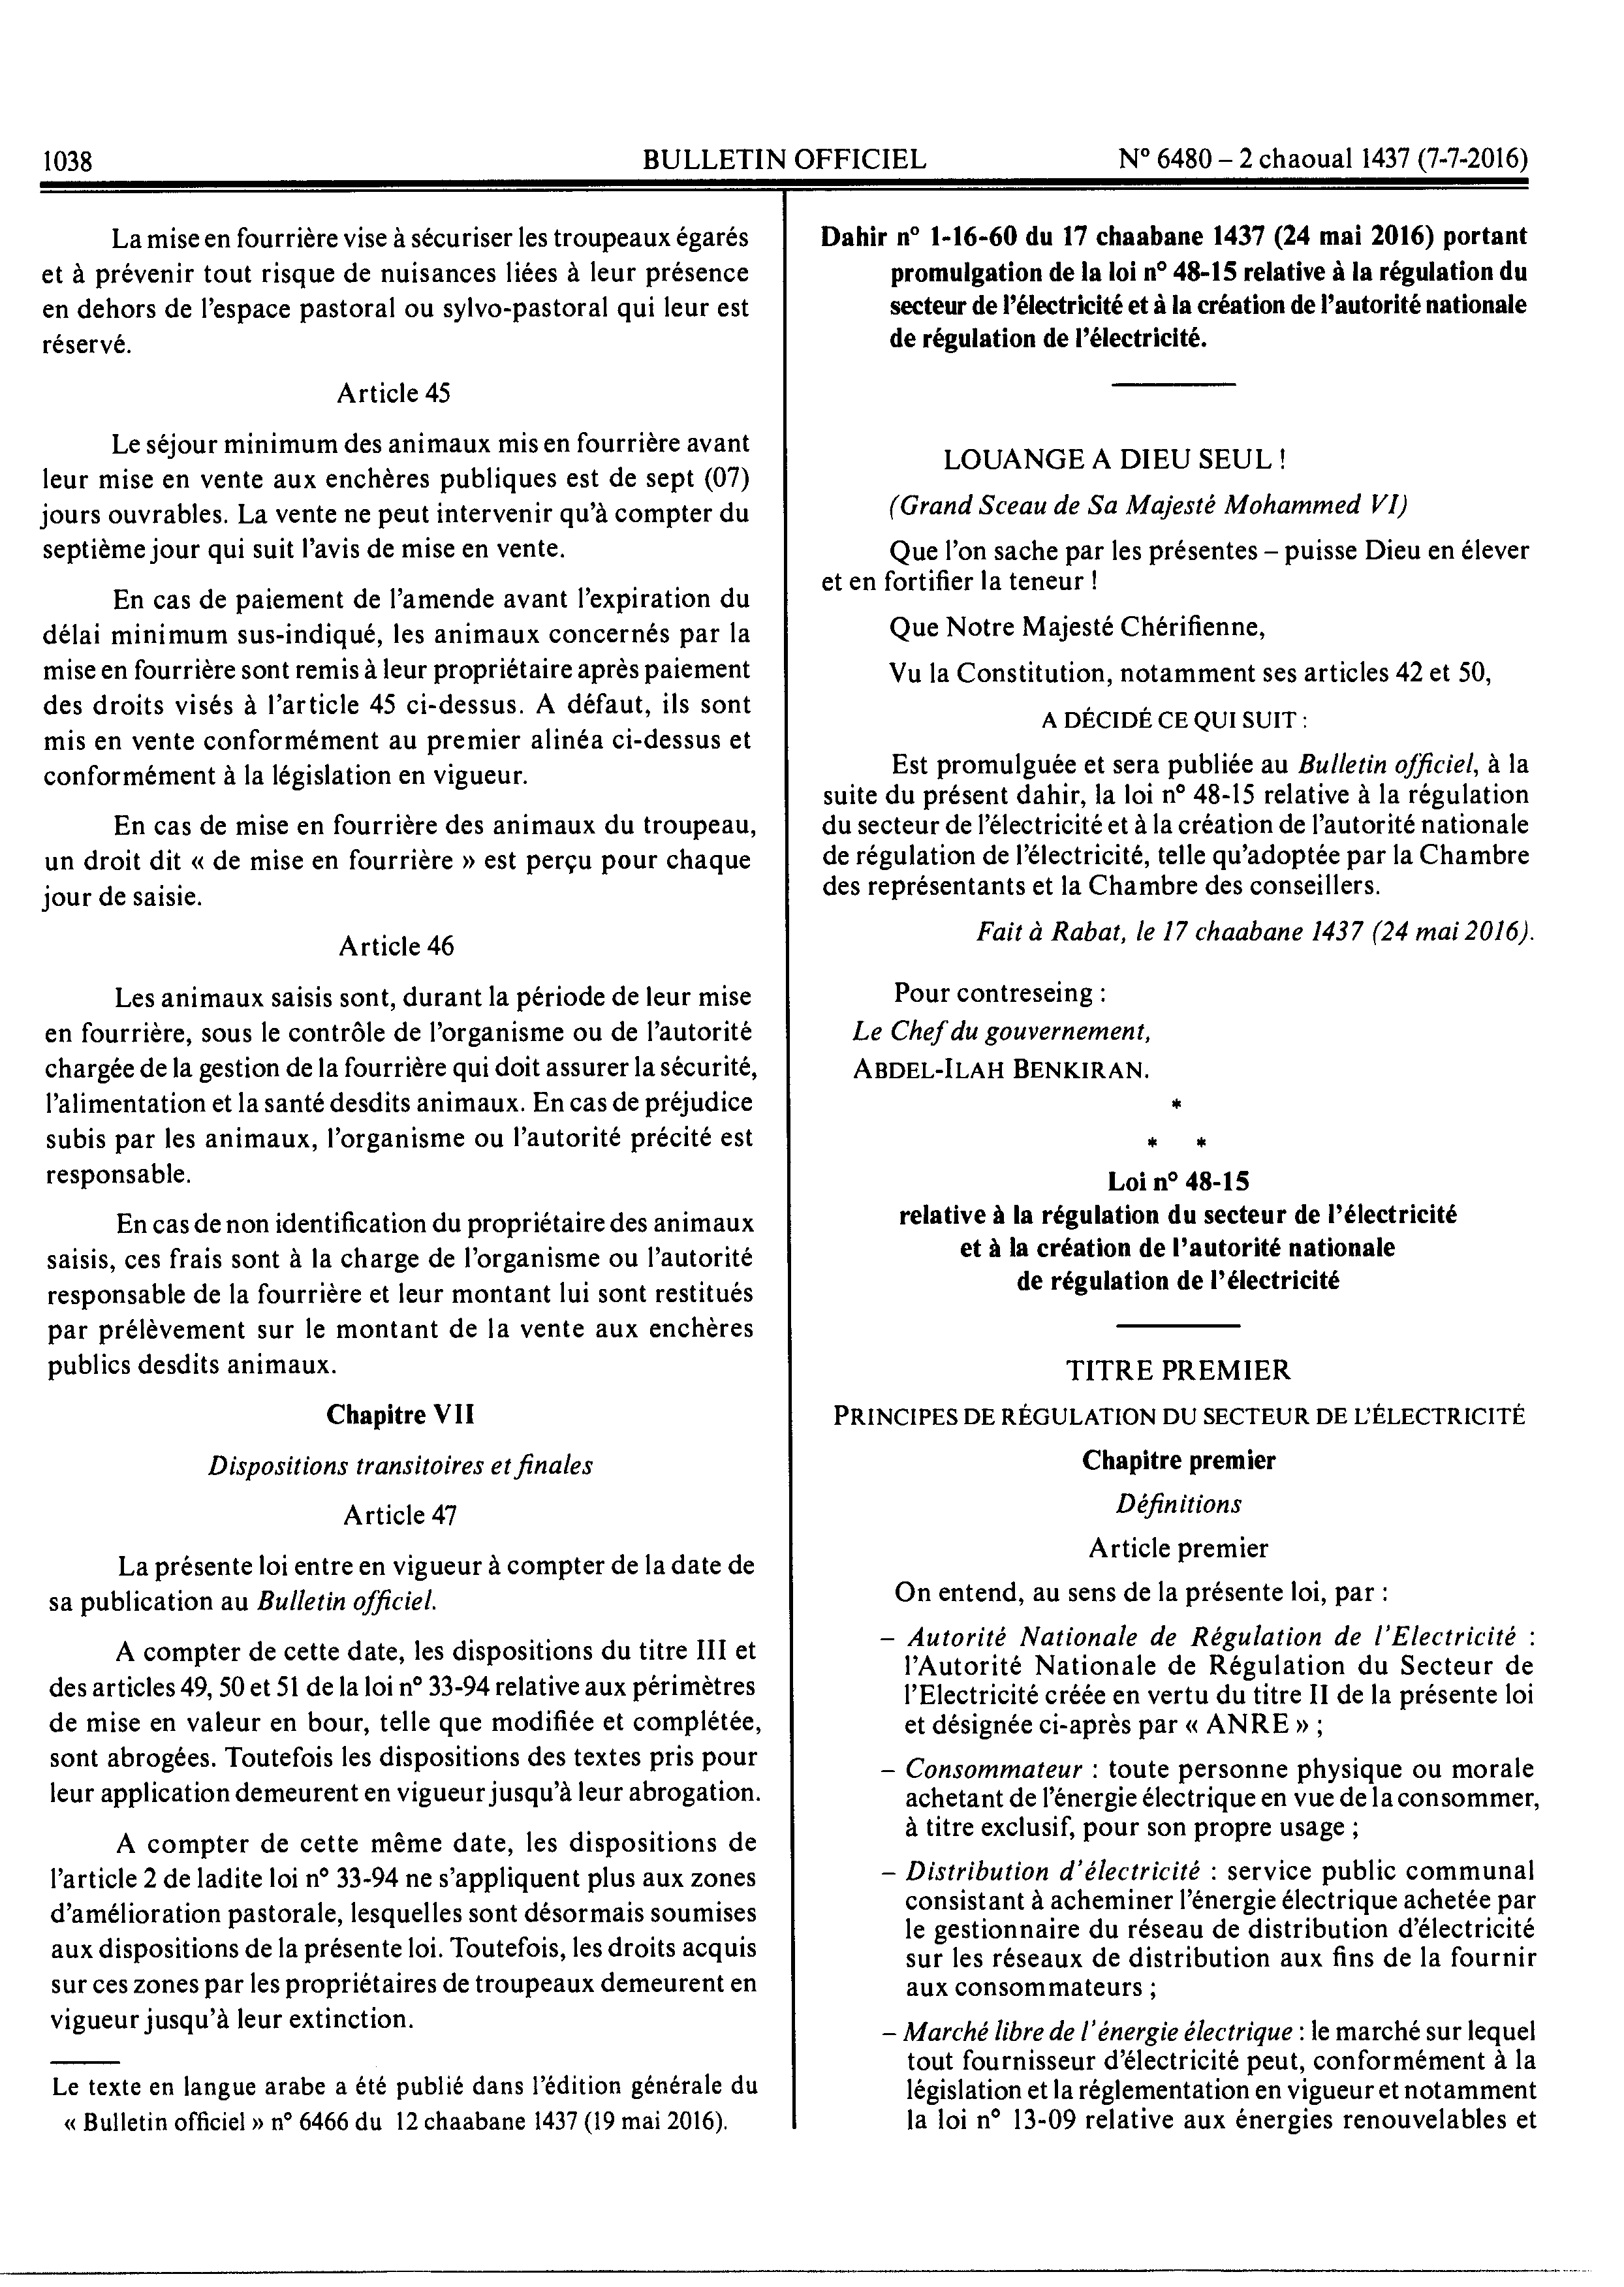 1038
BULLETIN OFFICIEL
N° 6480 – 2 chaoual 1437 (7-7-2016)
La mise en fourrière vise à sécuriser les troupeaux égarés
et à prévenir tout risque de nuisances liées à leur présence
en dehors de l'espace pastoral ou sylvo-pastoral qui leur est
réservé.
Article 45
Le séjour minimum des animaux mis en fourrière avant
leur mise en vente aux enchères publiques est de sept (07)
jours ouvrables. La vente ne peut intervenir qu'à compter du
septième jour qui suit l'avis de mise en vente.
En cas de paiement de l'amende avant l'expiration du
délai minimum sus-indiqué, les animaux concernés par la
mise en fourrière sont remis à leur propriétaire après paiement
des droits visés à l'article 45 ci-dessus. A défaut, ils sont
mis en vente conformément au premier alinéa ci-dessus et
conformément à la législation en vigueur.
En cas de mise en fourrière des animaux du troupeau,
un droit dit « de mise en fourrière » est perçu pour chaque
jour de saisie.
Article 46
Les animaux saisis sont, durant la période de leur mise
en fourrière, sous le contrôle de l'organisme ou de l'autorité
chargée de la gestion de la fourrière qui doit assurer la sécurité,
l'alimentation et la santé desdits animaux. En cas de préjudice
subis par les animaux, l'organisme ou l'autorité précité est
responsable.
En cas de non identification du propriétaire des animaux
saisis, ces frais sont à la charge de l'organisme ou l'autorité
responsable de la fourrière et leur montant lui sont restitués
par prélèvement sur le montant de la vente aux enchères
publics desdits animaux.
Chapitre VII
Dispositions transitoires et finales
Article 47
La présente loi entre en vigueur à compter de la date de
sa publication au Bulletin officiel.
A compter de cette date, les dispositions du titre III et
des articles 49, 50 et 51 de la loi n° 33-94 relative aux périmètres
de mise en valeur en bour, telle que modifiée et complétée,
sont abrogées. Toutefois les dispositions des textes pris pour
leur application demeurent en vigueur jusqu'à leur abrogation.
A compter de cette même date, les dispositions de
l'article 2 de ladite loi n° 33-94 ne s'appliquent plus aux zones
d'amélioration pastorale, lesquelles sont désormais soumises
aux dispositions de la présente loi. Toutefois, les droits acquis
sur ces zones par les propriétaires de troupeaux demeurent en
vigueur jusqu'à leur extinction.
Le texte en langue arabe a été publié dans l'édition générale du
« Bulletin officiel » n° 6466 du 12 chaabane 1437 (19 mai 2016).
Dahir n° 1-16-60 du 17 chaabane 1437 (24 mai 2016) portant
promulgation de la loi n° 48-15 relative à la régulation du
secteur de l'électricité et à la création de l'autorité nationale
de régulation de l'électricité.
LOUANGE A DIEU SEUL !
(Grand Sceau de Sa Majesté Mohammed VI)
Que l'on sache par les présentes – puisse Dieu en élever
et en fortifier la teneur !
Que Notre Majesté Chérifienne,
Vu la Constitution, notamment ses articles 42 et 50,
A DÉCIDÉ CE QUI SUIT :
Est promulguée et sera publiée au Bulletin officiel, à la
suite du présent dahir, la loi n° 48-15 relative à la régulation
du secteur de l'électricité et à la création de l'autorité nationale
de régulation de l'électricité, telle qu'adoptée par la Chambre
des représentants et la Chambre des conseillers.
Fait à Rabat, le 17 chaabane 1437 (24 mai 2016).
Pour contreseing :
Le Chef du gouvernement,
ABDEL-ILAH BENKIRAN.
*
* *
Loi n° 48-15
relative à la régulation du secteur de l'électricité
et à la création de l'autorité nationale
de régulation de l'électricité
TITRE PREMIER
PRINCIPES DE RÉGULATION DU SECTEUR DE L'ÉLECTRICITÉ
Chapitre premier
Définitions
Article premier
On entend, au sens de la présente loi, par :
– Autorité Nationale de Régulation de l'Electricité :
l'Autorité Nationale de Régulation du Secteur de
l'Electricité créée en vertu du titre II de la présente loi
et désignée ci-après par « ANRE » ;
– Consommateur : toute personne physique ou morale
achetant de l'énergie électrique en vue de la consommer,
à titre exclusif, pour son propre usage ;
– Distribution d'électricité : service public communal
consistant à acheminer l'énergie électrique achetée par
le gestionnaire du réseau de distribution d'électricité
sur les réseaux de distribution aux fins de la fournir
aux consommateurs ;
– Marché libre de l'énergie électrique : le marché sur lequel
tout fournisseur d'électricité peut, conformément à la
législation et la réglementation en vigueur et notamment
la loi n° 13-09 relative aux énergies renouvelables et